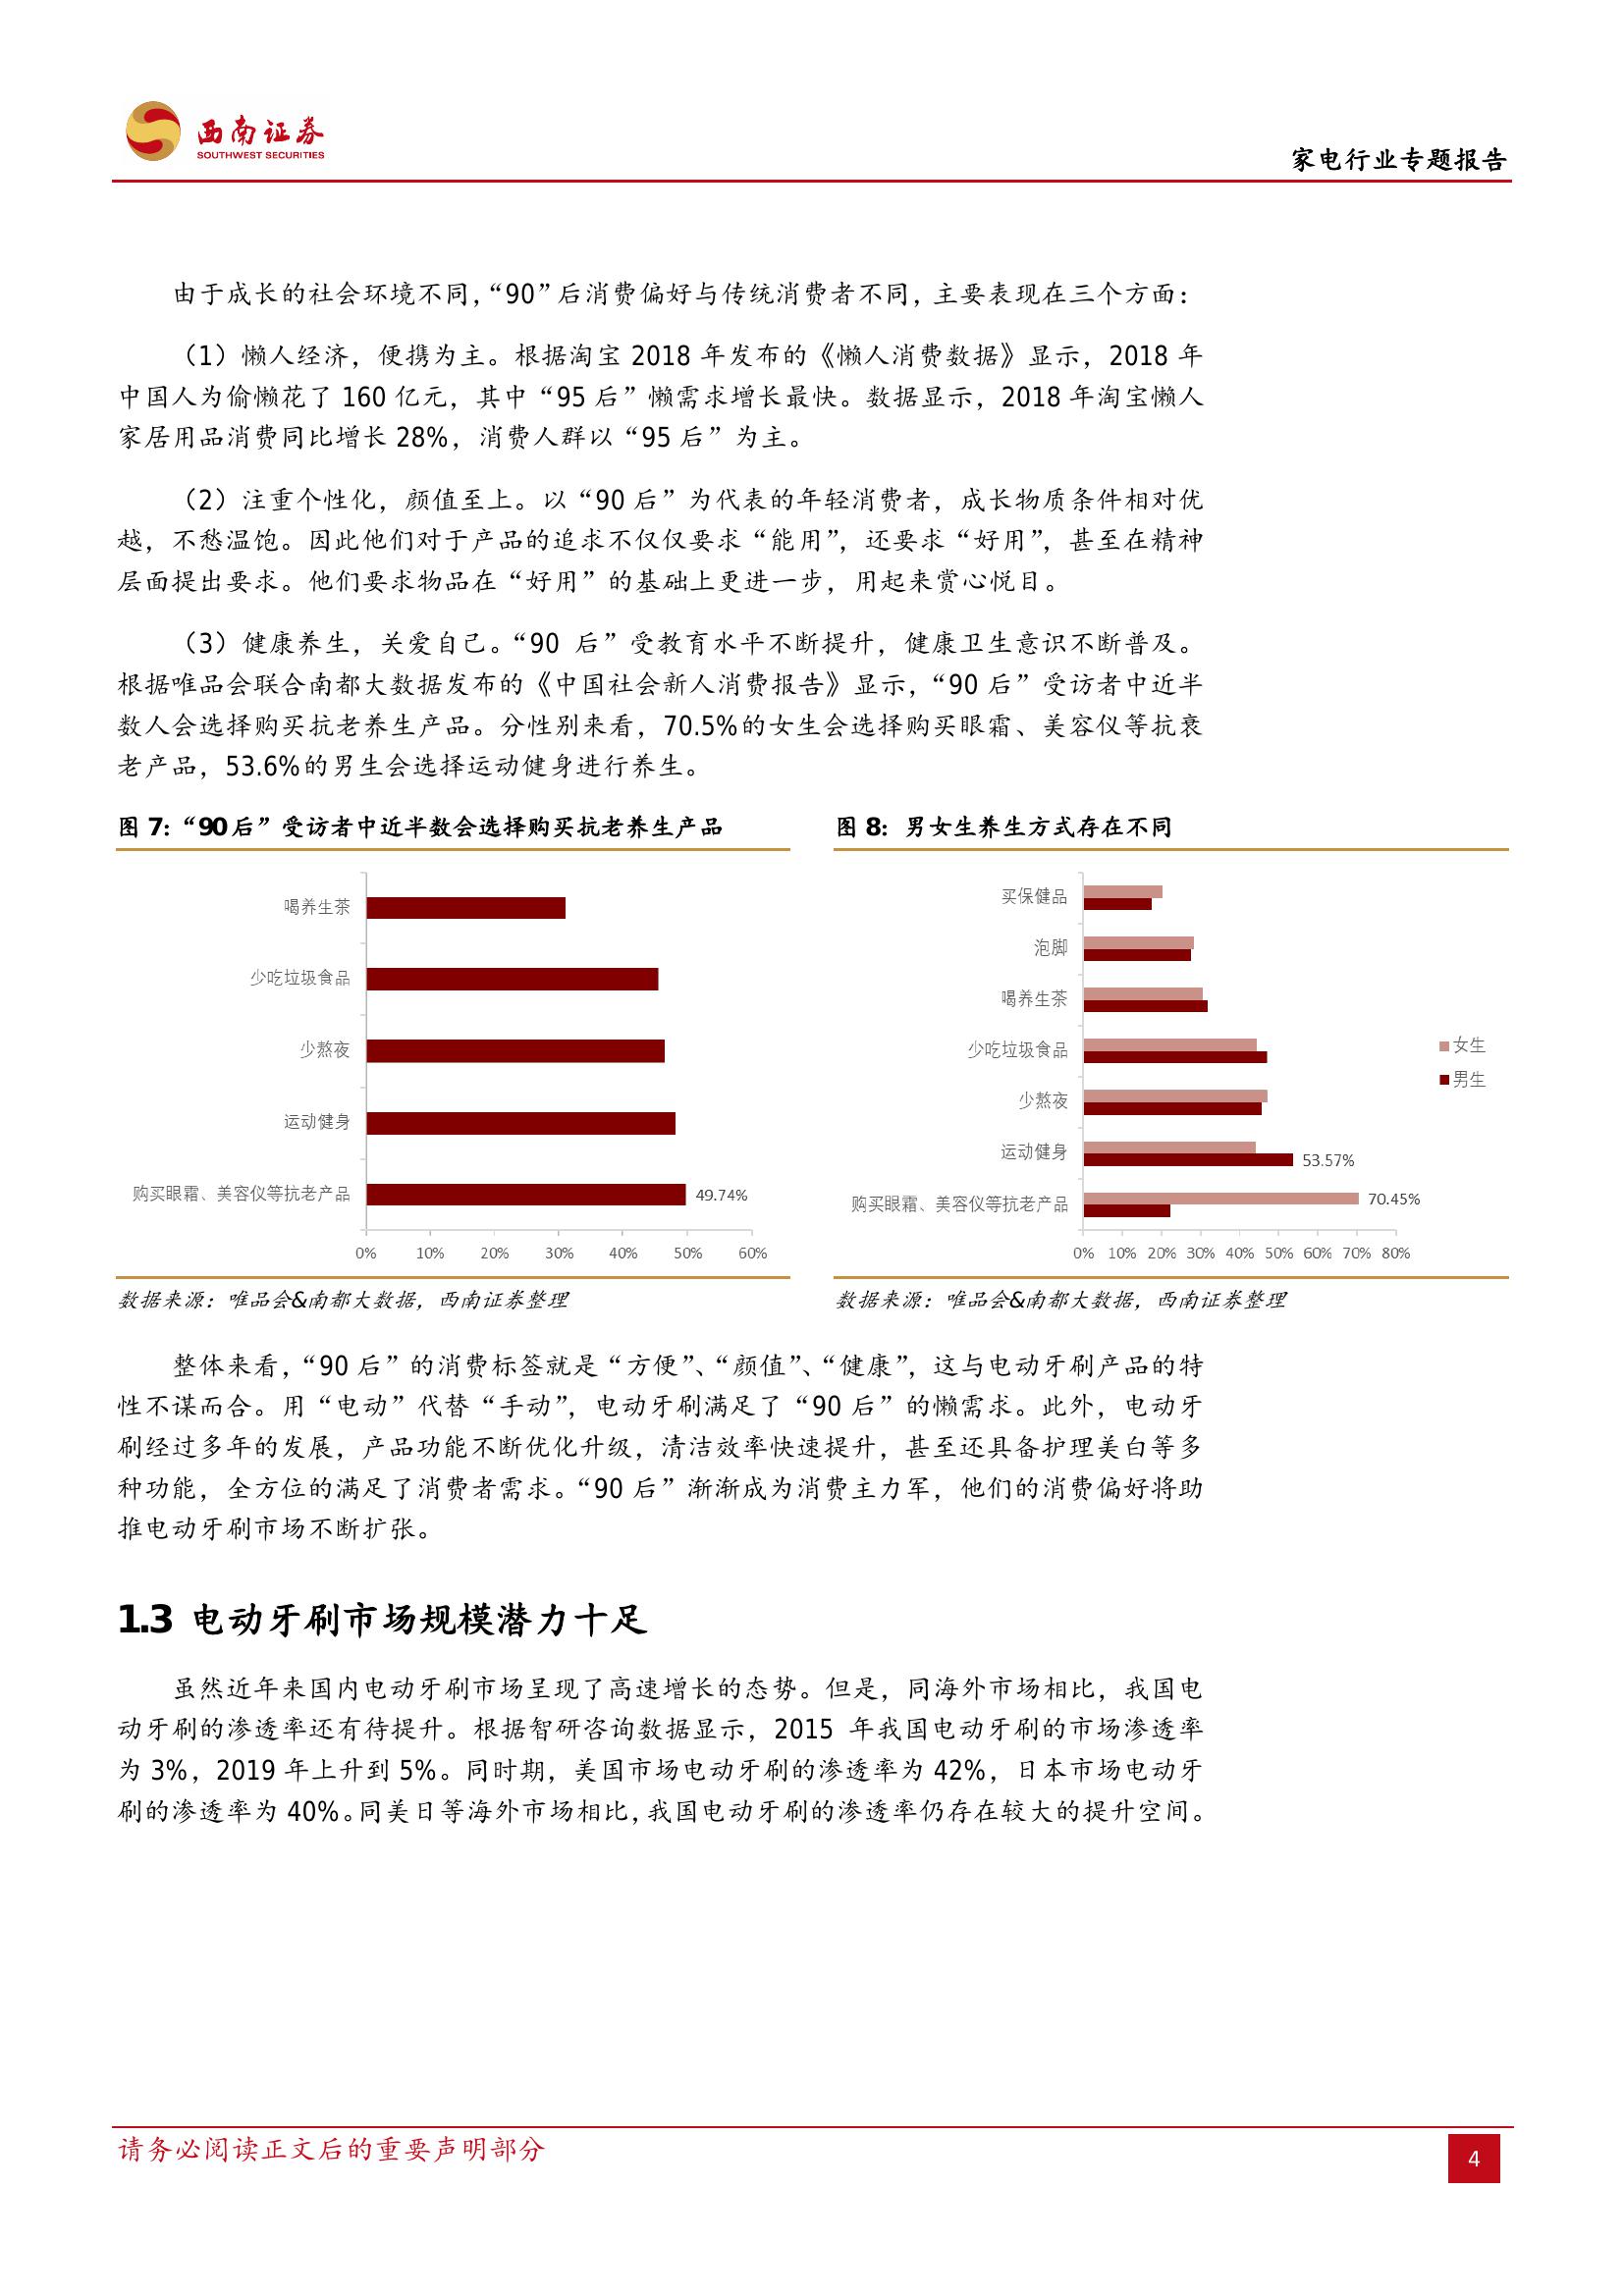 西南证券
SOUTHWEST SECURITIES
家电行业专题报告
由于成长的社会环境不同，“90”后消费偏好与传统消费者不同，主要表现在三个方面：
（1）懒人经济，便携为主。根据淘宝 2018 年发布的《懒人消费数据》显示，2018 年
中国人为偷懒花了 160 亿元，其中“95 后”懒需求增长最快。数据显示，2018 年淘宝懒人
家居用品消费同比增长 28%，消费人群以“95 后”为主。
（2）注重个性化，颜值至上。以“90 后”为代表的年轻消费者，成长物质条件相对优
越，不愁温饱。因此他们对于产品的追求不仅仅要求“能用”，还要求“好用”，甚至在精神
层面提出要求。他们要求物品在“好用”的基础上更进一步，用起来赏心悦目。
（3）健康养生，关爱自己。“90 后”受教育水平不断提升，健康卫生意识不断普及。
根据唯品会联合南都大数据发布的《中国社会新人消费报告》显示，“90 后”受访者中近半
数人会选择购买抗老养生产品。分性别来看，70.5%的女生会选择购买眼霜、美容仪等抗衰
老产品，53.6%的男生会选择运动健身进行养生。
图 7：“90 后”受访者中近半数会选择购买抗老养生产品
喝养生茶
少吃垃圾食品
少熬夜
运动健身
购买眼霜、美容仪等抗老产品
49.74%
0% 10% 20% 30% 40% 50% 60%
数据来源：唯品会&南都大数据，西南证券整理
图 8：男女生养生方式存在不同
买保健品
泡脚
喝养生茶
少吃垃圾食品
少熬夜
运动健身
53.57%
购买眼霜、美容仪等抗老产品
70.45%
0% 10% 20% 30% 40% 50% 60% 70% 80%
女生
男生
数据来源：唯品会&南都大数据，西南证券整理
整体来看，“90 后”的消费标签就是“方便”、“颜值”、“健康”，这与电动牙刷产品的特
性不谋而合。用“电动”代替“手动”，电动牙刷满足了“90 后”的懒需求。此外，电动牙
刷经过多年的发展，产品功能不断优化升级，清洁效率快速提升，甚至还具备护理美白等多
种功能，全方位的满足了消费者需求。“90 后”渐渐成为消费主力军，他们的消费偏好将助
推电动牙刷市场不断扩张。
1.3 电动牙刷市场规模潜力十足
虽然近年来国内电动牙刷市场呈现了高速增长的态势。但是，同海外市场相比，我国电
动牙刷的渗透率还有待提升。根据智研咨询数据显示，2015 年我国电动牙刷的市场渗透率
为 3%，2019 年上升到 5%。同时期，美国市场电动牙刷的渗透率为 42%，日本市场电动牙
刷的渗透率为 40%。同美日等海外市场相比，我国电动牙刷的渗透率仍存在较大的提升空间。
请务必阅读正文后的重要声明部分
4